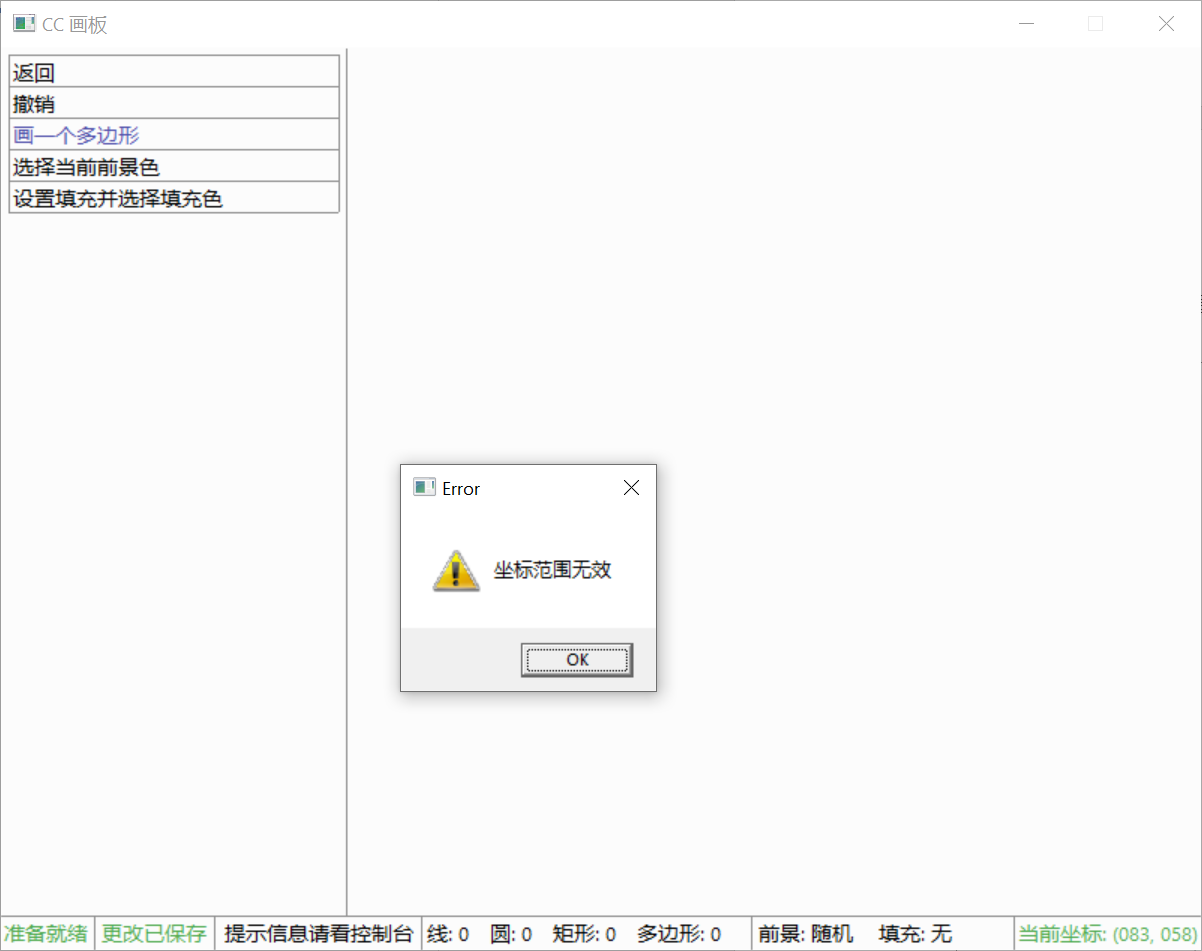 CC 画板
返回
撤销
画一个多边形
选择当前前景色
设置填充并选择填充色
Error
坐标范围无效
OK
准备就绪 更改已保存 提示信息请看控制台 线: 0 圆: 0 矩形: 0 多边形: 0 前景: 随机 填充: 无 当前坐标: (083, 058)